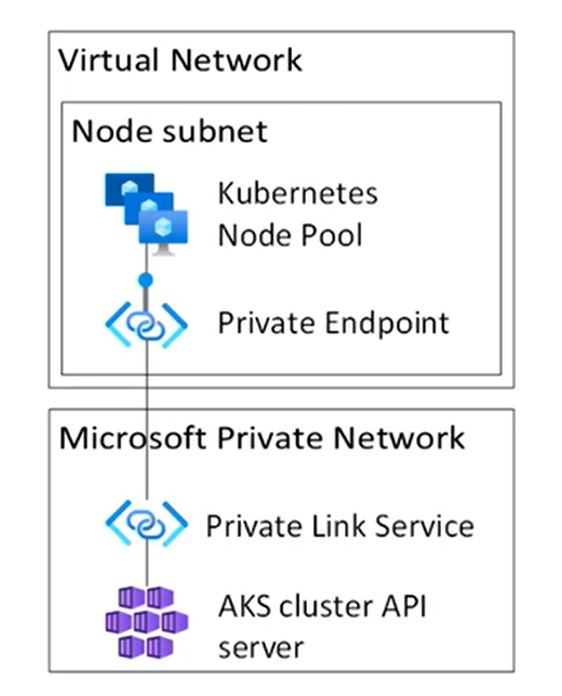 Virtual Network
Node subnet
Kubernetes
Node Pool
Private Endpoint
Microsoft Private Network
Private Link Service
AKS cluster API
server